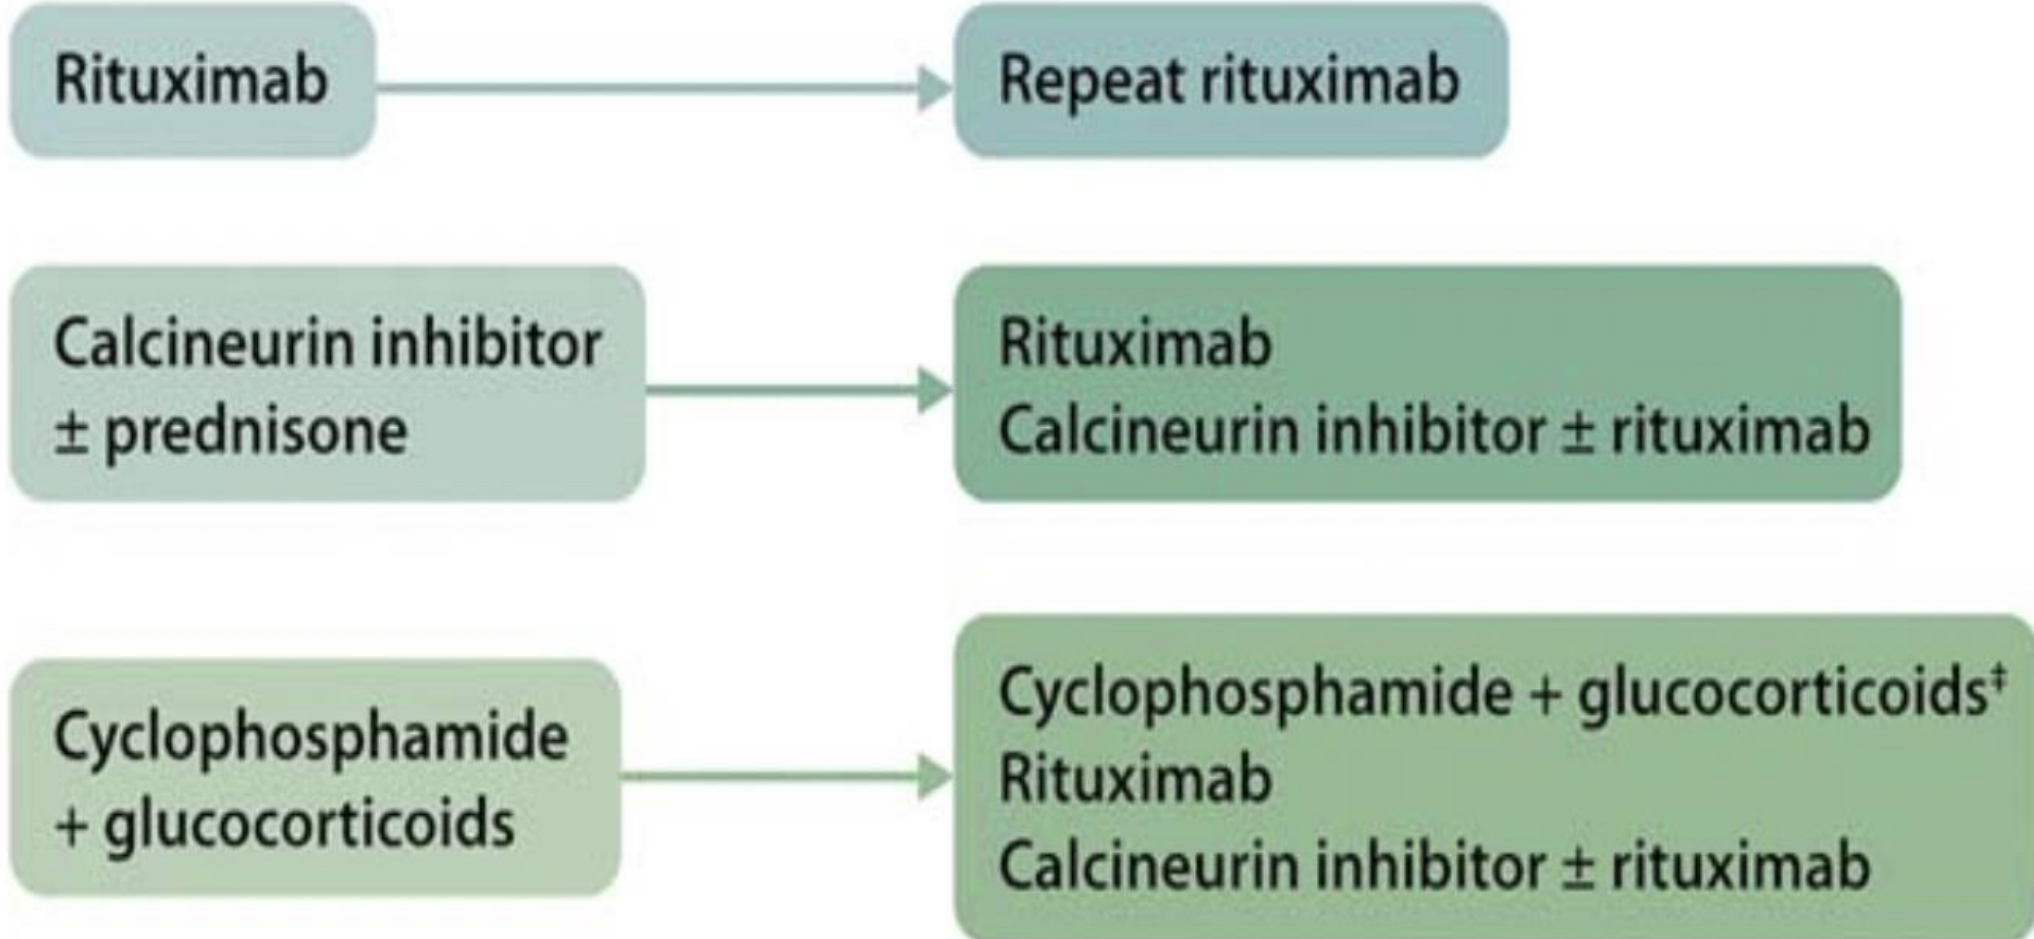 Rituximab
Repeat rituximab
Calcineurin inhibitor
± prednisone
Rituximab
Calcineurin inhibitor ± rituximab
Cyclophosphamide
+ glucocorticoids
Cyclophosphamide + glucocorticoids‡
Rituximab
Calcineurin inhibitor ± rituximab